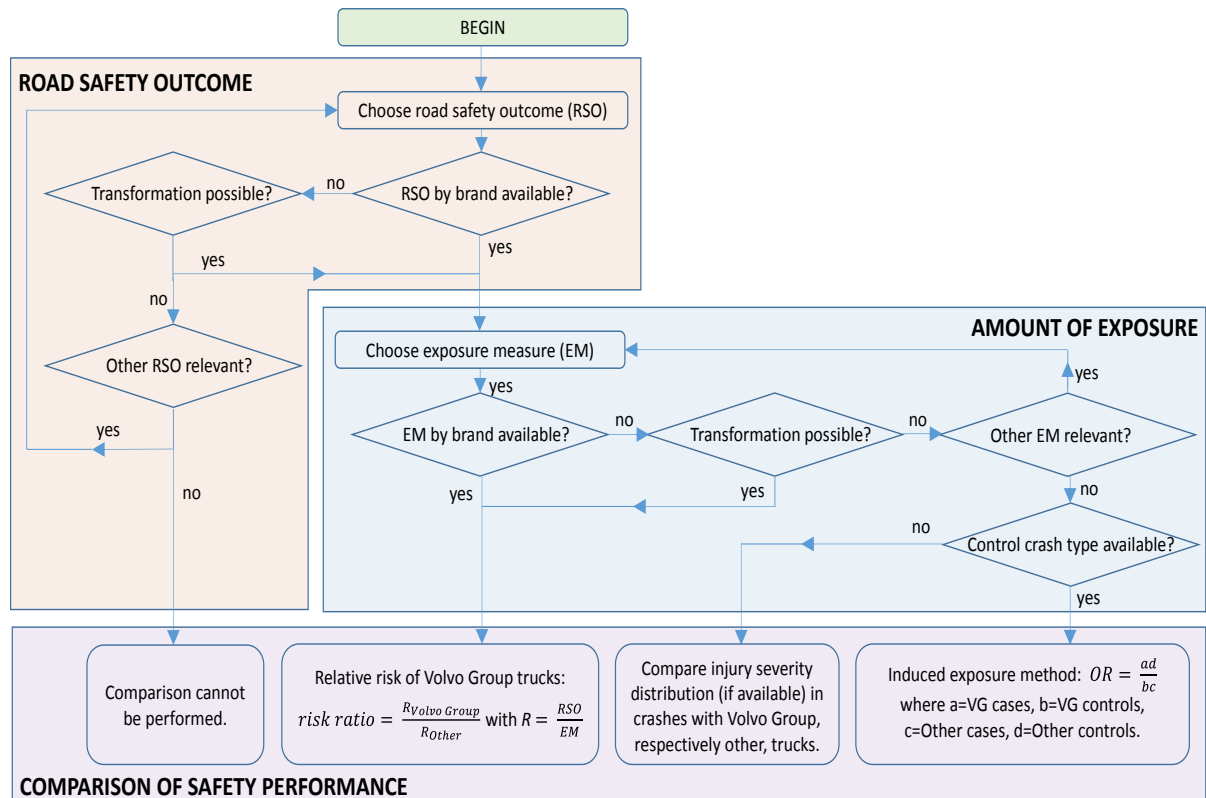 BEGIN
ROAD SAFETY OUTCOME
Choose road safety outcome (RSO)
Transformation possible?
no
RSO by brand available?
yes
yes
no
Other RSO relevant?
yes
no
AMOUNT OF EXPOSURE
Choose exposure measure (EM)
yes
yes
EM by brand available?
no
Transformation possible?
no
Other EM relevant?
yes
yes
no
no
Control crash type available?
yes
Comparison cannot
be performed.
Relative risk of Volvo Group trucks:
risk ratio = R_Volvo Group / R_Other with R = RSO / EM
Compare injury severity
distribution (if available) in
crashes with Volvo Group,
respectively other, trucks.
Induced exposure method: OR = ad / bc
where a=VG cases, b=VG controls,
c=Other cases, d=Other controls.
COMPARISON OF SAFETY PERFORMANCE